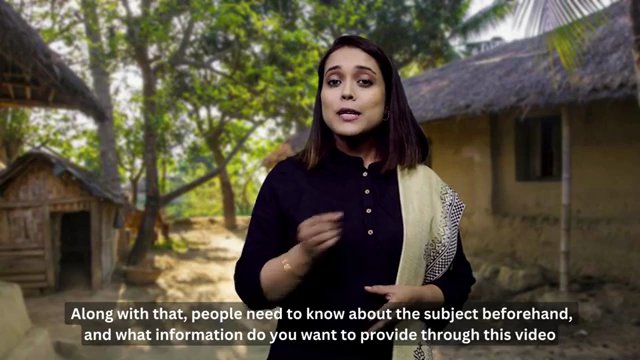 Along with that, people need to know about the subject beforehand,
and what information do you want to provide through this video